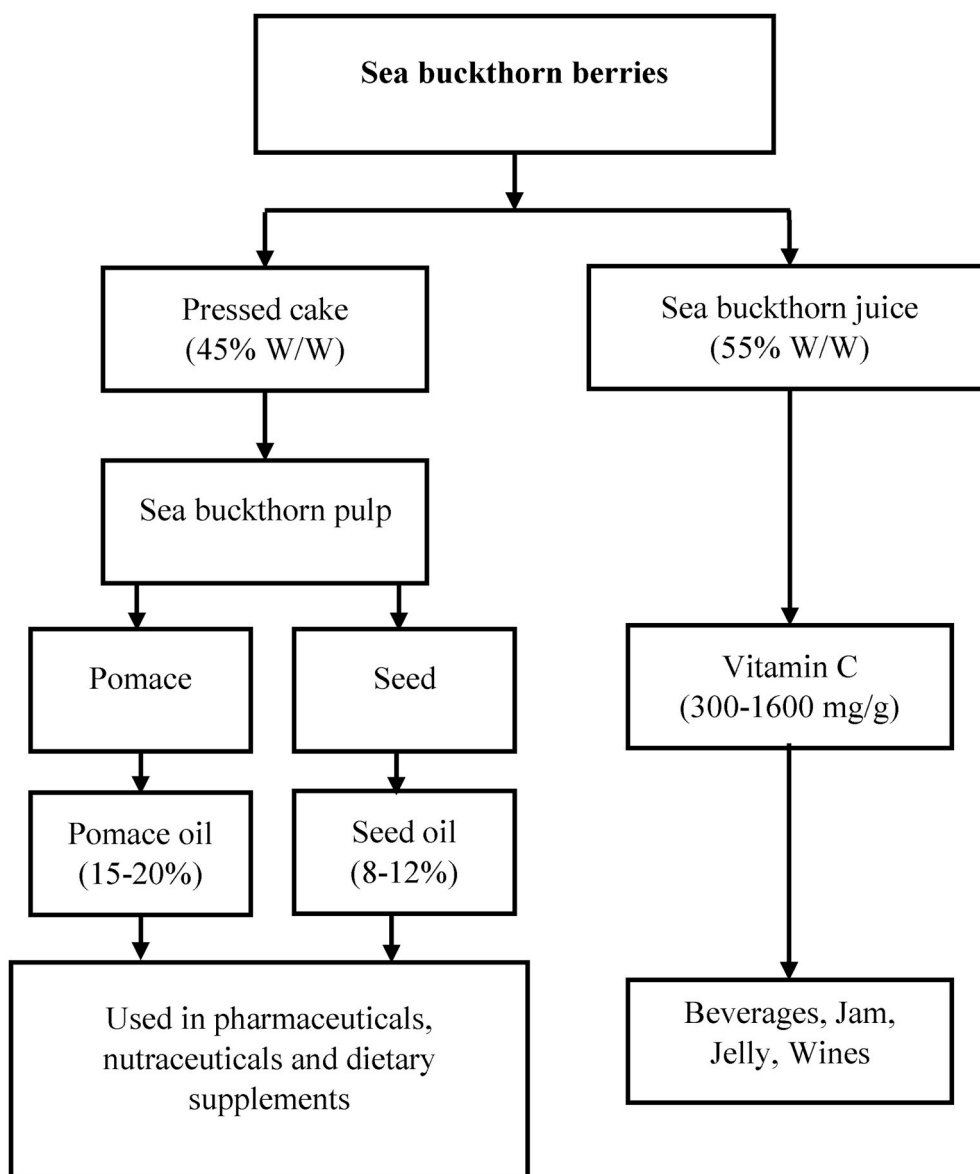 Sea buckthorn berries
Pressed cake
(45% W/W)
Sea buckthorn juice
(55% W/W)
Sea buckthorn pulp
Pomace
Seed
Vitamin C
(300-1600 mg/g)
Pomace oil
(15-20%)
Seed oil
(8-12%)
Used in pharmaceuticals,
nutraceuticals and dietary
supplements
Beverages, Jam,
Jelly, Wines